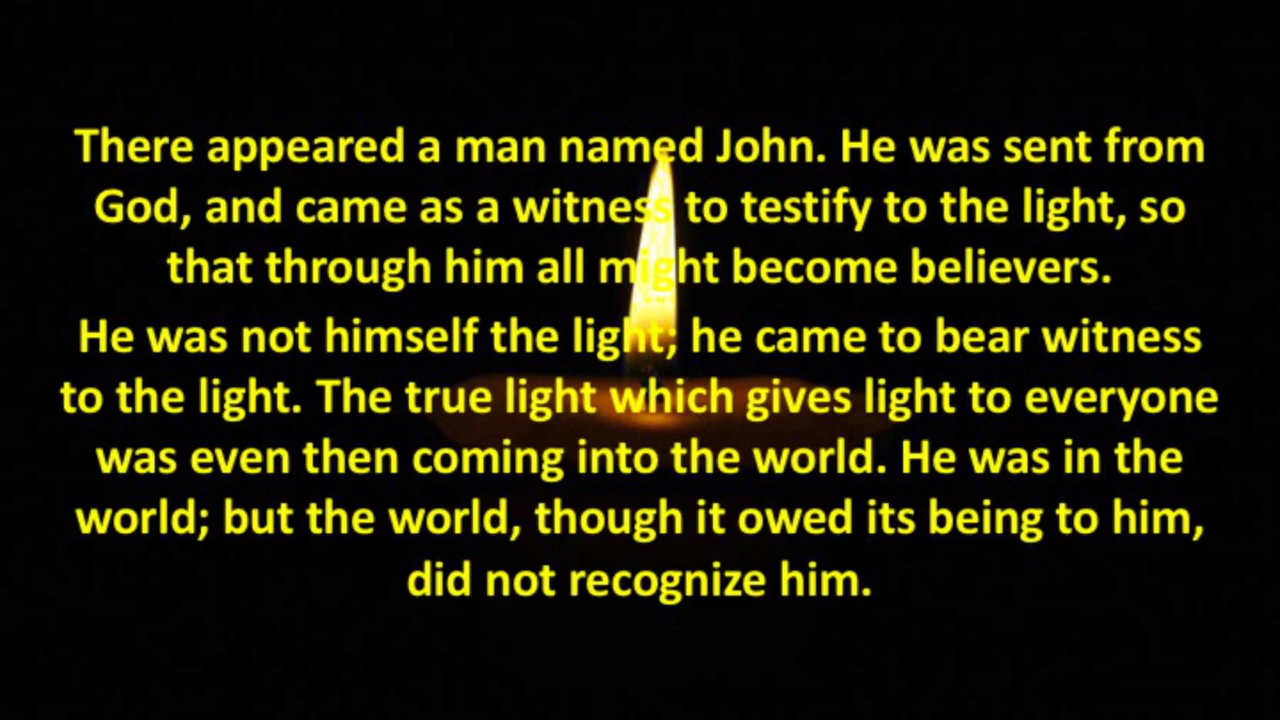 There appeared a man named John. He was sent from
God, and came as a witness to testify to the light, so
that through him all might become believers.
He was not himself the light; he came to bear witness
to the light. The true light which gives light to everyone
was even then coming into the world. He was in the
world; but the world, though it owed its being to him,
did not recognize him.